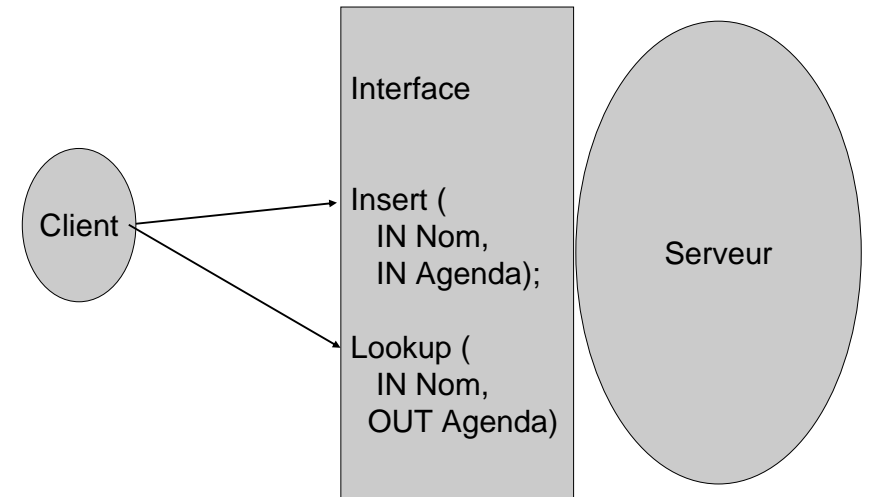 Client
Interface
Insert (
IN Nom,
IN Agenda);
Lookup (
IN Nom,
OUT Agenda)
Serveur